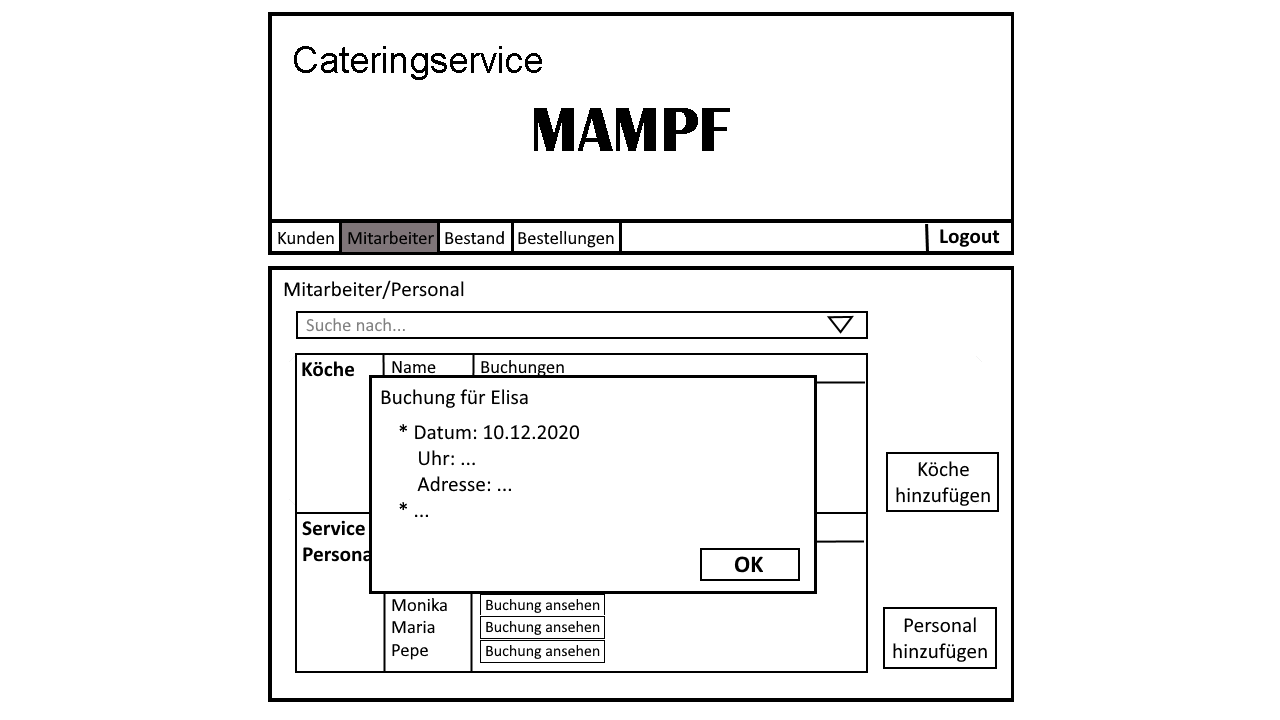 Cateringservice
MAMPF
Kunden Mitarbeiter Bestand Bestellungen Logout
Mitarbeiter/Personal
Suche nach...
Köche Name Buchungen
Buchung für Elisa
* Datum: 10.12.2020
Uhr: ...
Adresse: ...
* ...
OK
Köche
hinzufügen
Service
Persona
Monika Buchung ansehen
Maria Buchung ansehen
Pepe Buchung ansehen
Personal
hinzufügen